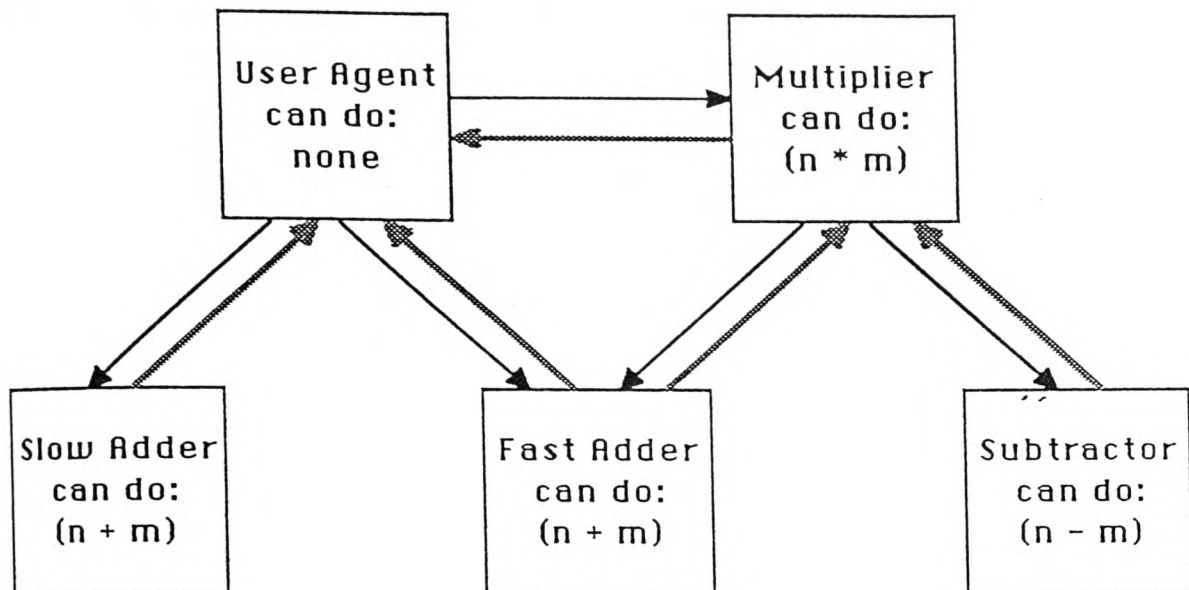 User Agent
can do:
none
Multiplier
can do:
(n * m)
Slow Adder
can do:
(n + m)
Fast Adder
can do:
(n + m)
Subtractor
can do:
(n - m)